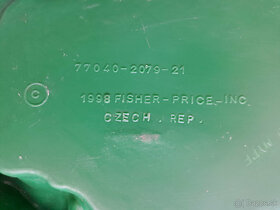 77040-2079-21
© 1998 FISHER-PRICE, INC.
CZECH. REP.